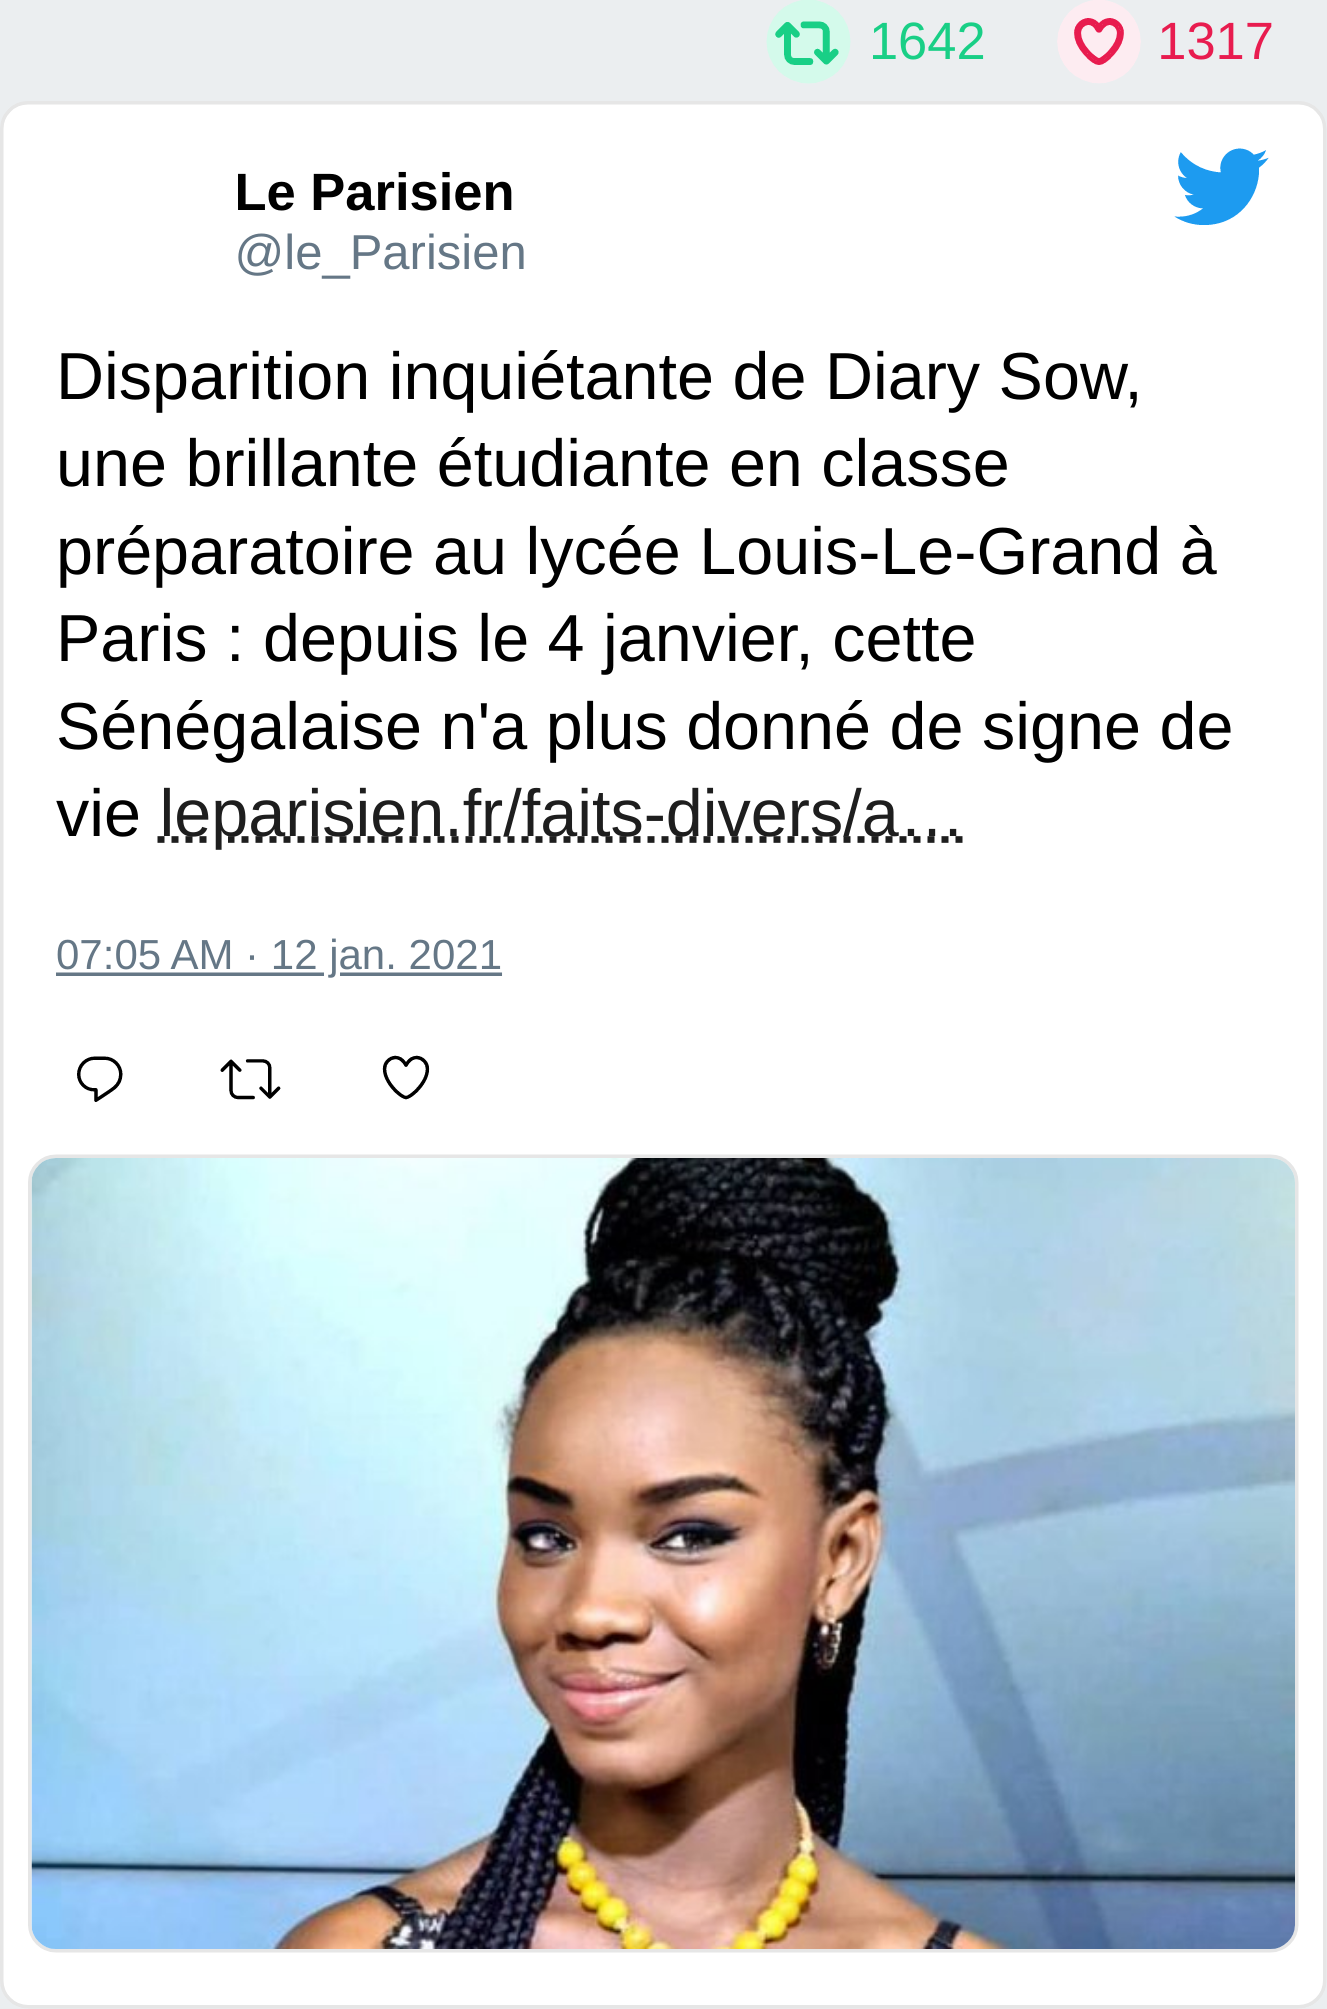 1642 1317
Le Parisien
@le_Parisien
Disparition inquiétante de Diary Sow,
une brillante étudiante en classe
préparatoire au lycée Louis-Le-Grand à
Paris : depuis le 4 janvier, cette
Sénégalaise n'a plus donné de signe de
vie leparisien.fr/faits-divers/a…
07:05 AM · 12 jan. 2021